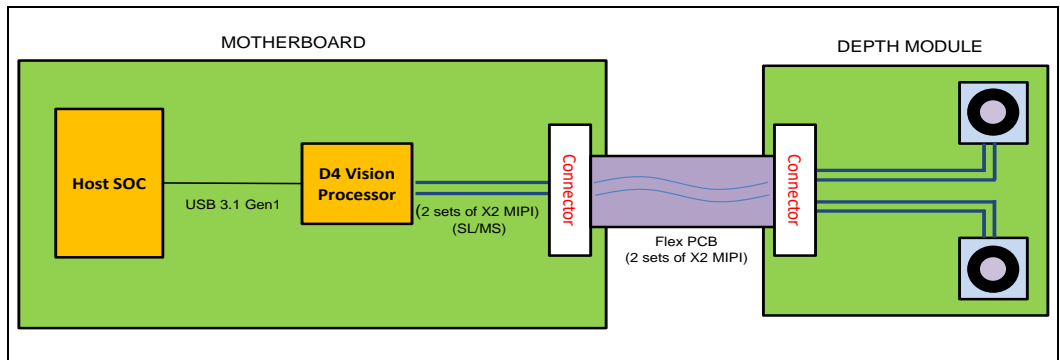 MOTHERBOARD
DEPTH MODULE
Host SOC
USB 3.1 Gen1
D4 Vision
Processor
(2 sets of X2 MIPI)
(SL/MS)
Connector
Flex PCB
(2 sets of X2 MIPI)
Connector